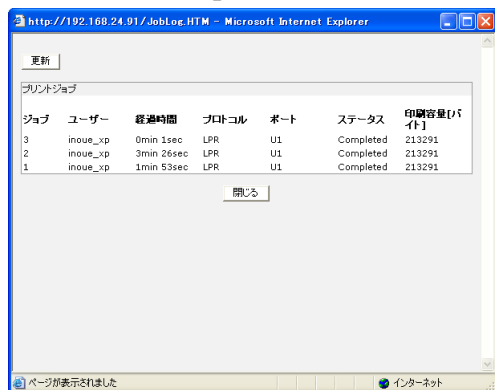 http://192.168.24.91/JobLog.HTM - Microsoft Internet Explorer
更新
プリントジョブ
ジョブ ユーザー 経過時間 プロトコル ポート ステータス 印刷容量[バイト]
3 inoue_xp 0min 1sec LPR U1 Completed 213291
2 inoue_xp 3min 26sec LPR U1 Completed 213291
1 inoue_xp 1min 53sec LPR U1 Completed 213291
閉じる
ページが表示されました インターネット